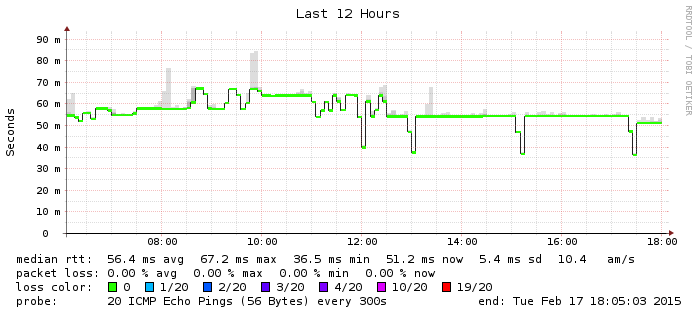 Last 12 Hours
RRDTOOL / TOBI OETIKER
Seconds
90 m
80 m
70 m
60 m
50 m
40 m
30 m
20 m
10 m
0
08:00 10:00 12:00 14:00 16:00 18:00
median rtt: 56.4 ms avg 67.2 ms max 36.5 ms min 51.2 ms now 5.4 ms sd 10.4 am/s
packet loss: 0.00 % avg 0.00 % max 0.00 % min 0.00 % now
loss color: 0 1/20 2/20 3/20 4/20 10/20 19/20
probe: 20 ICMP Echo Pings (56 Bytes) every 300s end: Tue Feb 17 18:05:03 2015